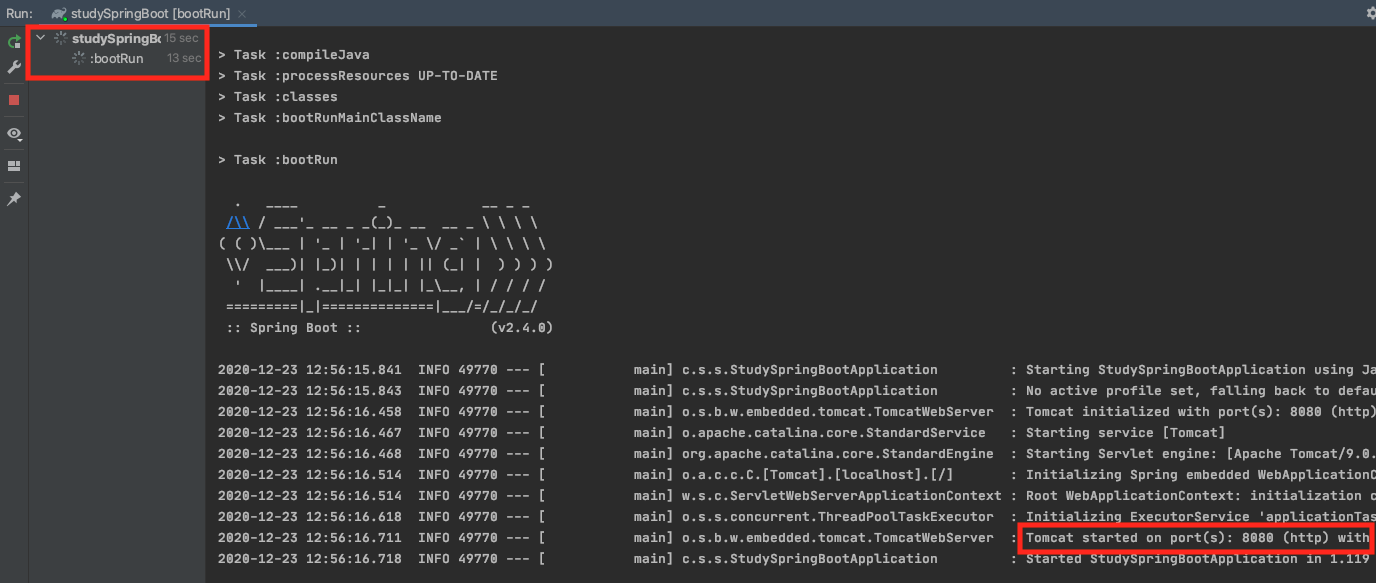 Run: studySpringBoot [bootRun] ×
studySpringBo 15 sec
:bootRun 13 sec
> Task :compileJava
> Task :processResources UP-TO-DATE
> Task :classes
> Task :bootRunMainClassName
> Task :bootRun
  .   ____          _            __ _ _
 /\\ / ___'_ __ _ _(_)_ __  __ _ \ \ \ \
( ( )\___ | '_ | '_| | '_ \/ _` | \ \ \ \
 \\/  ___)| |_)| | | | | || (_| |  ) ) ) )
  '  |____| .__|_| |_|_| |_\__, | / / / /
 =========|_|==============|___/=/_/_/_/
 :: Spring Boot ::                (v2.4.0)
2020-12-23 12:56:15.841  INFO 49770 --- [           main] c.s.s.StudySpringBootApplication         : Starting StudySpringBootApplication using Ja
2020-12-23 12:56:15.843  INFO 49770 --- [           main] c.s.s.StudySpringBootApplication         : No active profile set, falling back to defau
2020-12-23 12:56:16.458  INFO 49770 --- [           main] o.s.b.w.embedded.tomcat.TomcatWebServer  : Tomcat initialized with port(s): 8080 (http)
2020-12-23 12:56:16.467  INFO 49770 --- [           main] o.apache.catalina.core.StandardService   : Starting service [Tomcat]
2020-12-23 12:56:16.468  INFO 49770 --- [           main] org.apache.catalina.core.StandardEngine  : Starting Servlet engine: [Apache Tomcat/9.0.
2020-12-23 12:56:16.514  INFO 49770 --- [           main] o.a.c.c.C.[Tomcat].[localhost].[/]       : Initializing Spring embedded WebApplicationC
2020-12-23 12:56:16.514  INFO 49770 --- [           main] w.s.c.ServletWebServerApplicationContext : Root WebApplicationContext: initialization c
2020-12-23 12:56:16.618  INFO 49770 --- [           main] o.s.s.concurrent.ThreadPoolTaskExecutor  : Initializing ExecutorService 'applicationTas
2020-12-23 12:56:16.711  INFO 49770 --- [           main] o.s.b.w.embedded.tomcat.TomcatWebServer  : Tomcat started on port(s): 8080 (http) with
2020-12-23 12:56:16.718  INFO 49770 --- [           main] c.s.s.StudySpringBootApplication         : Started StudySpringBootApplication in 1.119